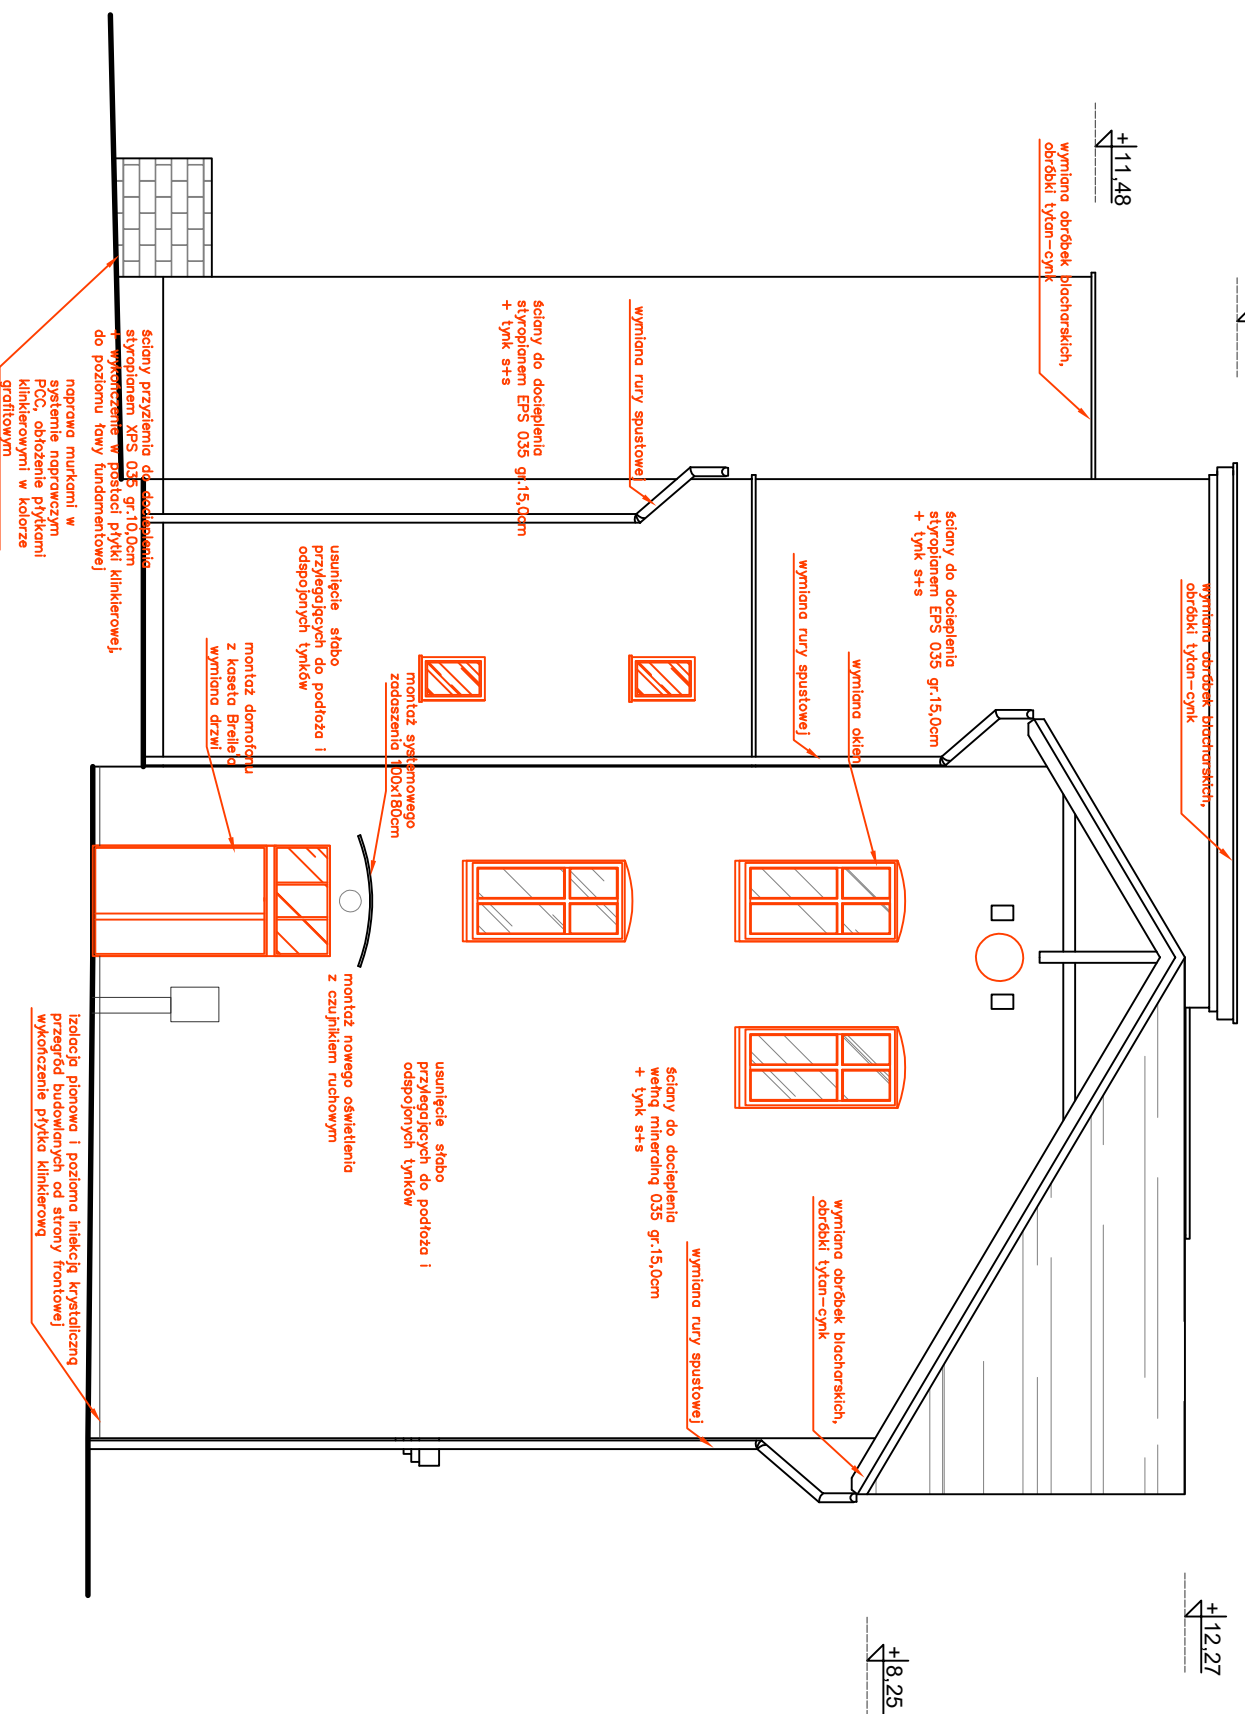 +11,48
wymiana obróbek blacharskich,
obróbki tytan-cynk
wymiana obróbek blacharskich,
obróbki tytan-cynk
+12,27
+8,25
ściany do docieplenia
styropianem EPS 035 gr.15,0cm
+ tynk s+s
wymiana okien
wymiana rury spustowej
wymiana rury spustowej
ściany do docieplenia
styropianem EPS 035 gr.15,0cm
+ tynk s+s
wymiana obróbek blacharskich,
obróbki tytan-cynk
wymiana rury spustowej
ściany do docieplenia
wełną mineralną 035 gr.15,0cm
+ tynk s+s
usunięcie słabo
przylegających do podłoża i
odspojonych tynków
montaż systemowego
zadaszenia 100x180cm
usunięcie słabo
przylegających do podłoża i
odspojonych tynków
montaż nowego oświetlenia
z czujnikiem ruchowym
montaż domofonu
z kaseta Breile'a
wymiana drzwi
ściany przyziemia do docieplenia
styropianem XPS 035 gr.10,0cm
+ wykończenie w postaci płytki klinkierowej,
do poziomu ławy fundamentowej
naprawa murkami w
systemie naprawczym
PCC, obłożenie płytkami
klinkierowymi w kolorze
grafitowym
izolacja pionowa i pozioma iniekcją krystaliczną
przegród budowlanych od strony frontowej
wykończenie płytka klinkierową